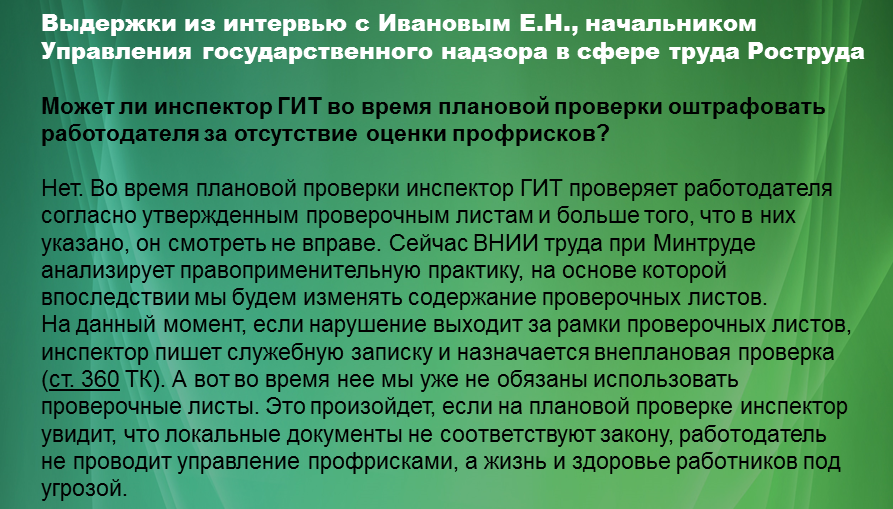 Выдержки из интервью с Ивановым Е.Н., начальником
Управления государственного надзора в сфере труда Роструда
Может ли инспектор ГИТ во время плановой проверки оштрафовать
работодателя за отсутствие оценки профрисков?
Нет. Во время плановой проверки инспектор ГИТ проверяет работодателя
согласно утвержденным проверочным листам и больше того, что в них
указано, он смотреть не вправе. Сейчас ВНИИ труда при Минтруде
анализирует правоприменительную практику, на основе которой
впоследствии мы будем изменять содержание проверочных листов.
На данный момент, если нарушение выходит за рамки проверочных листов,
инспектор пишет служебную записку и назначается внеплановая проверка
(ст. 360 ТК). А вот во время нее мы уже не обязаны использовать
проверочные листы. Это произойдет, если на плановой проверке инспектор
увидит, что локальные документы не соответствуют закону, работодатель
не проводит управление профрисками, а жизнь и здоровье работников под
угрозой.